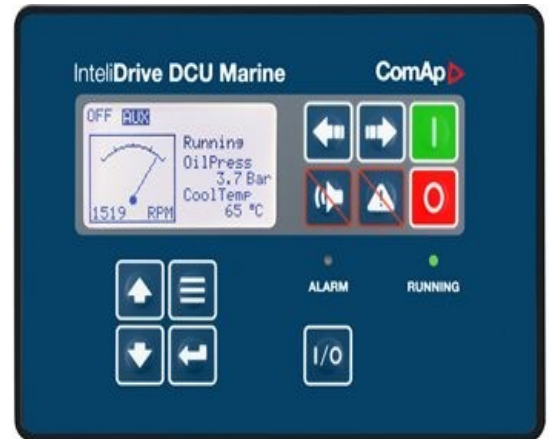 InteliDrive DCU Marine
ComAp
OFF AUX
Running
OilPress
3.7 Bar
CoolTemp
65 °C
1519 RPM
I
O
ALARM
RUNNING
I/O